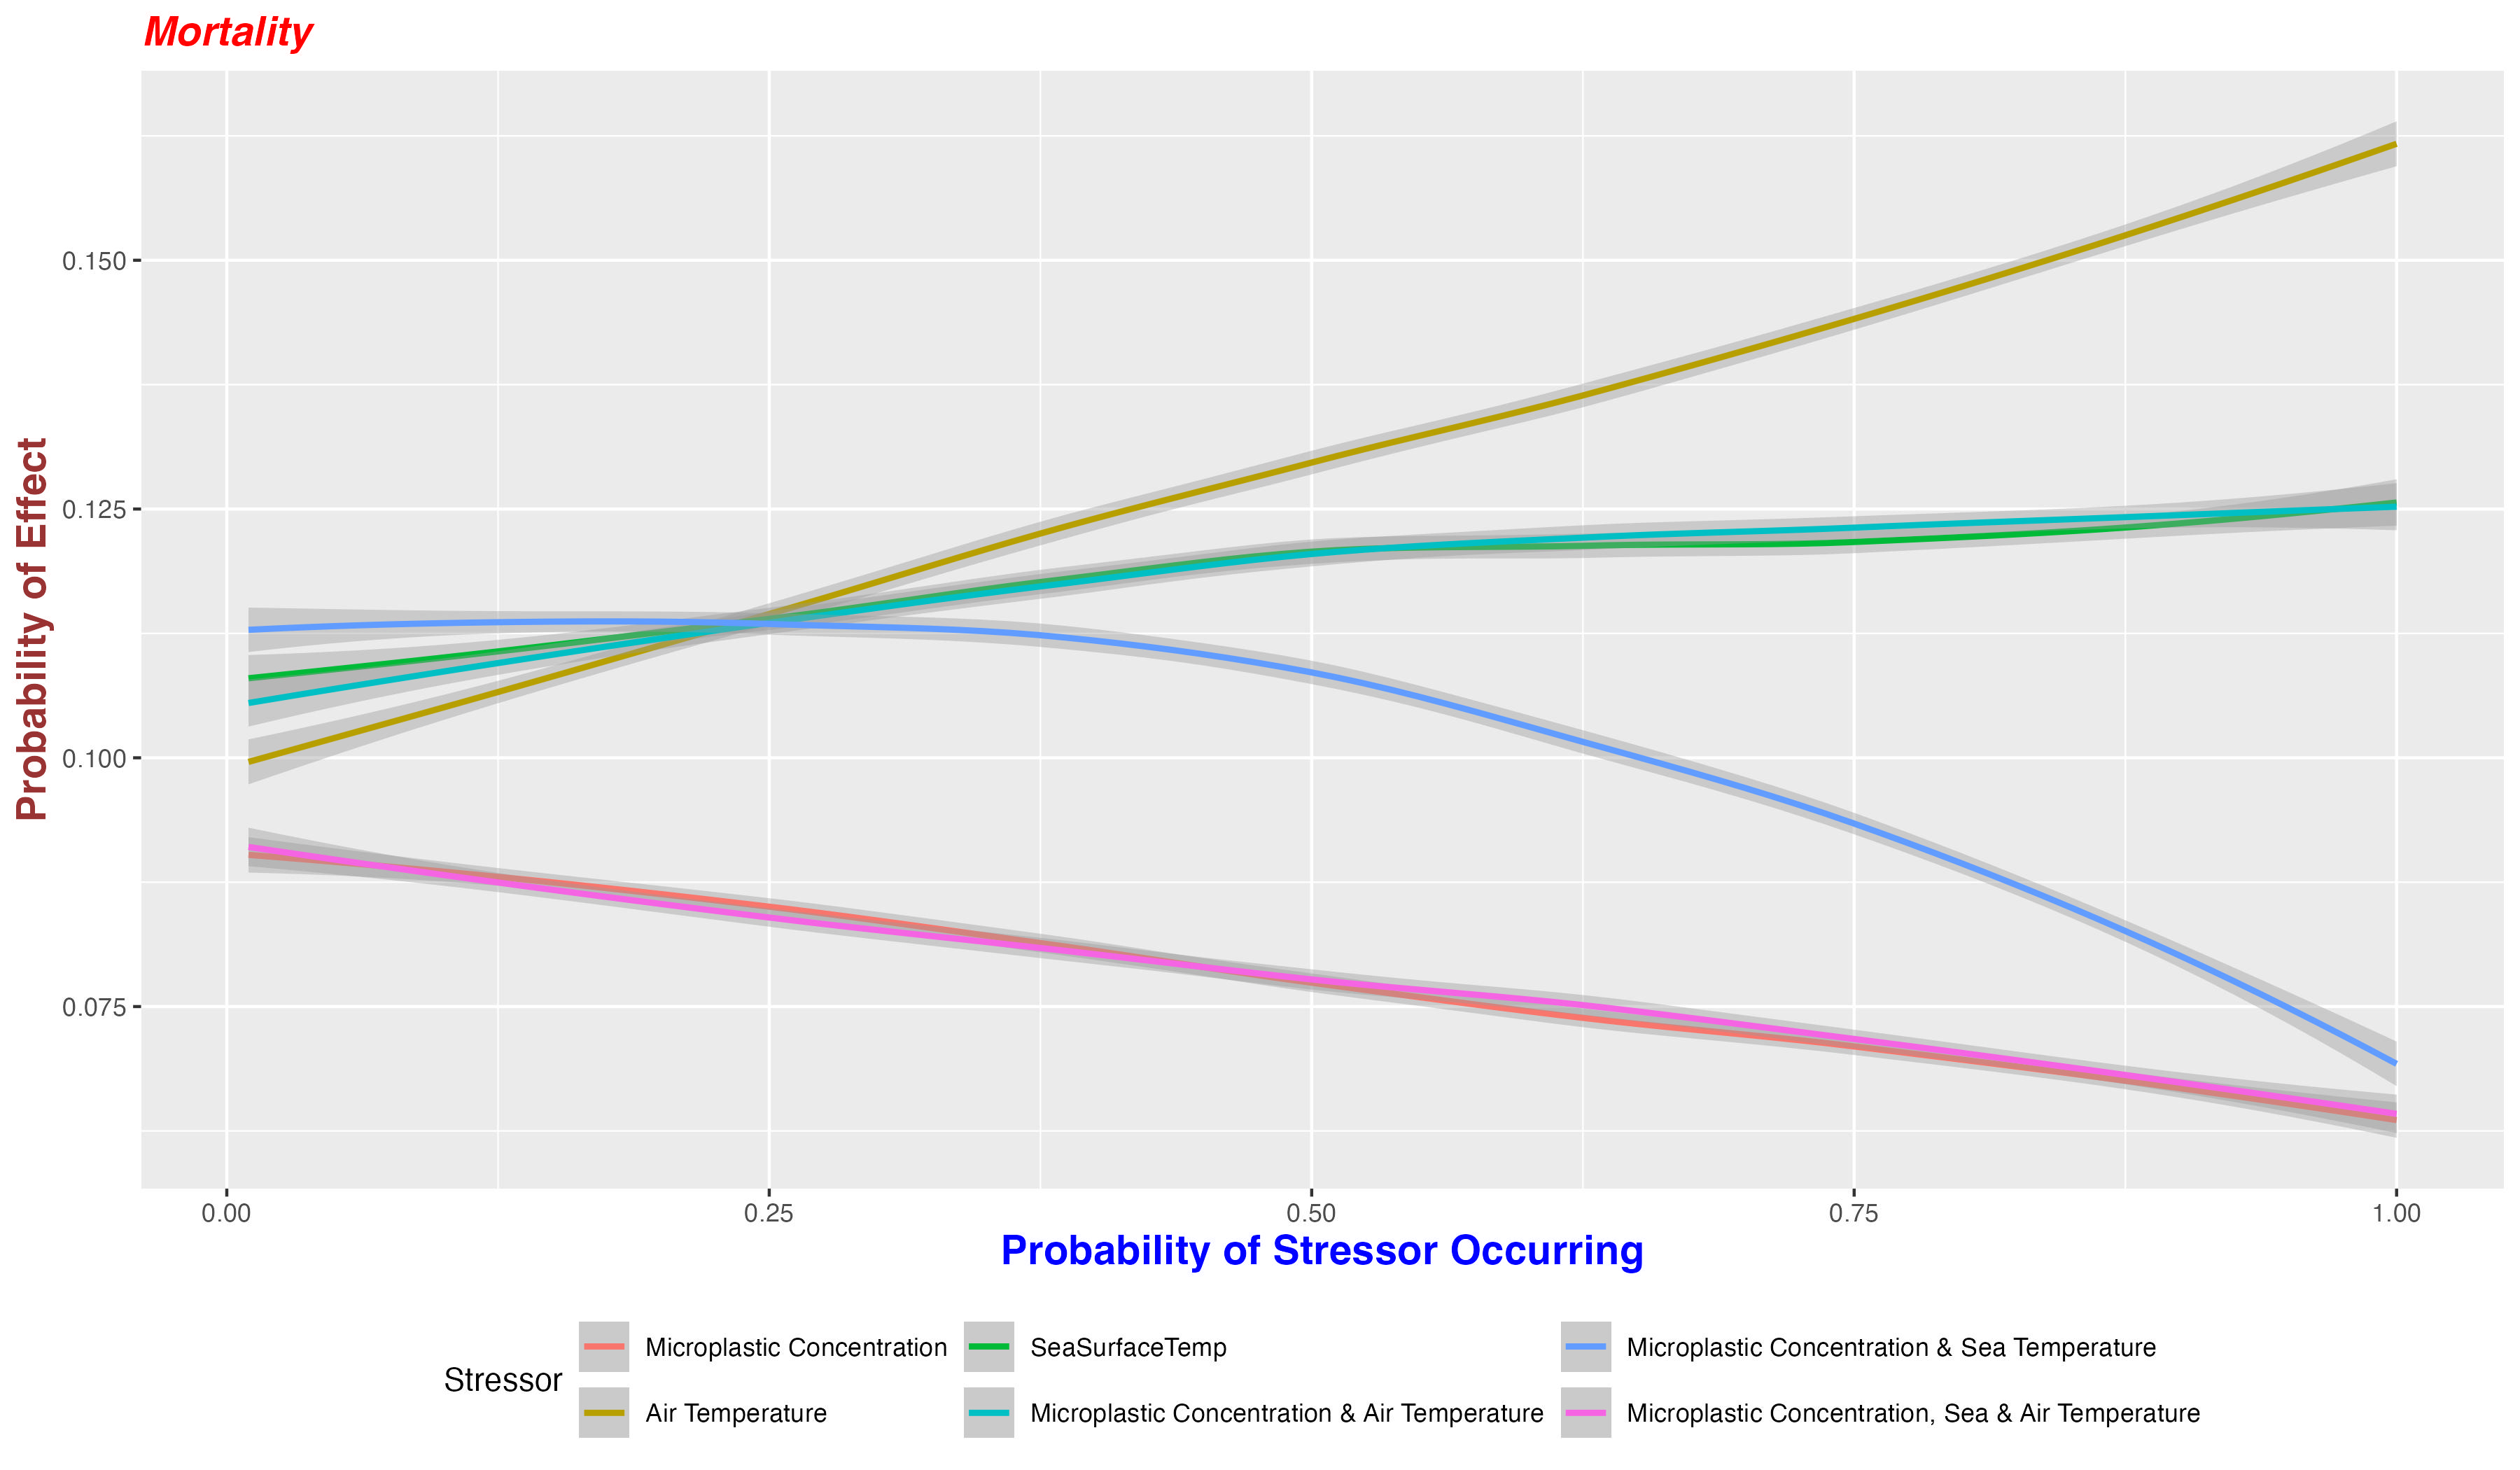 Mortality
Probability of Effect
0.150
0.125
0.100
0.075
0.00 0.25 0.50 0.75 1.00
Probability of Stressor Occurring
Stressor
Microplastic Concentration
Air Temperature
SeaSurfaceTemp
Microplastic Concentration & Air Temperature
Microplastic Concentration & Sea Temperature
Microplastic Concentration, Sea & Air Temperature